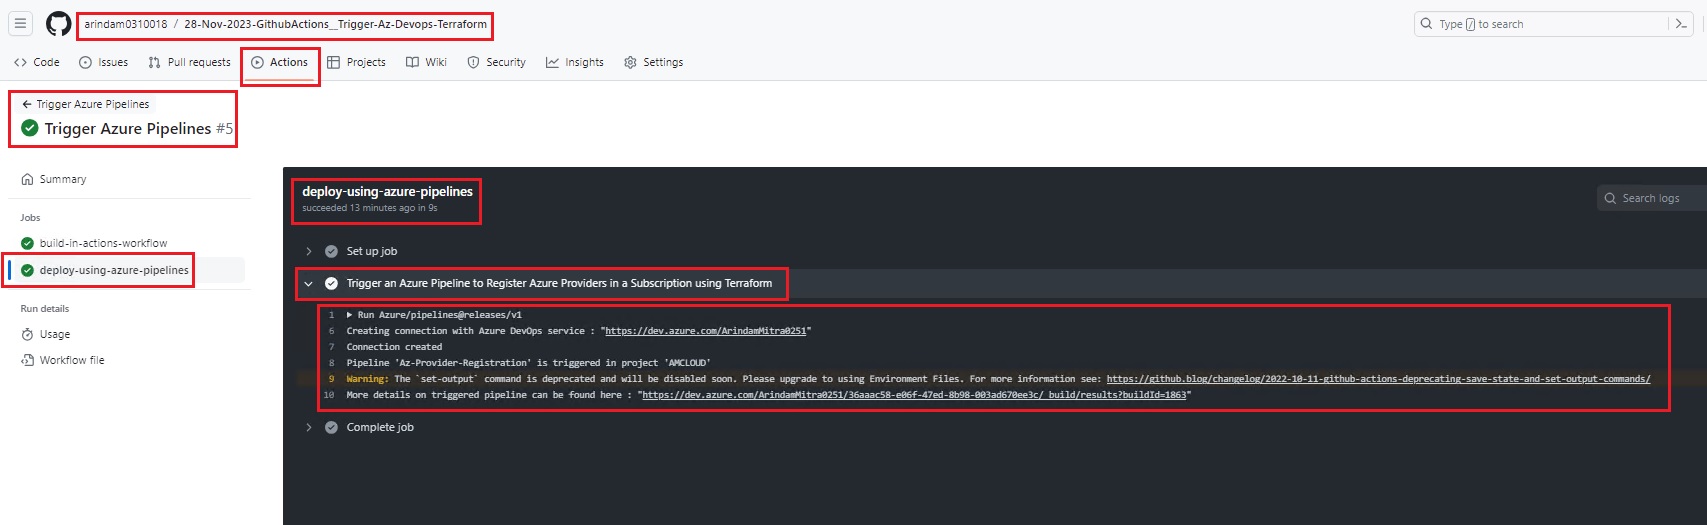 arindam0310018 / 28-Nov-2023-GithubActions__Trigger-Az-Devops-Terraform
Type / to search
Code
Issues
Pull requests
Actions
Projects
Wiki
Security
Insights
Settings
← Trigger Azure Pipelines
Trigger Azure Pipelines #5
Summary
Jobs
build-in-actions-workflow
deploy-using-azure-pipelines
Run details
Usage
Workflow file
deploy-using-azure-pipelines
succeeded 13 minutes ago in 9s
Search logs
Set up job
Trigger an Azure Pipeline to Register Azure Providers in a Subscription using Terraform
1 ▶ Run Azure/pipelines@releases/v1
6 Creating connection with Azure DevOps service : "https://dev.azure.com/ArindamMitra0251"
7 Connection created
8 Pipeline 'Az-Provider-Registration' is triggered in project 'AMCLOUD'
9 Warning: The `set-output` command is deprecated and will be disabled soon. Please upgrade to using Environment Files. For more information see: https://github.blog/changelog/2022-10-11-github-actions-deprecating-save-state-and-set-output-commands/
10 More details on triggered pipeline can be found here : "https://dev.azure.com/ArindamMitra0251/36aaac58-e06f-47ed-8b98-003ad670ee3c/_build/results?buildId=1863"
Complete job